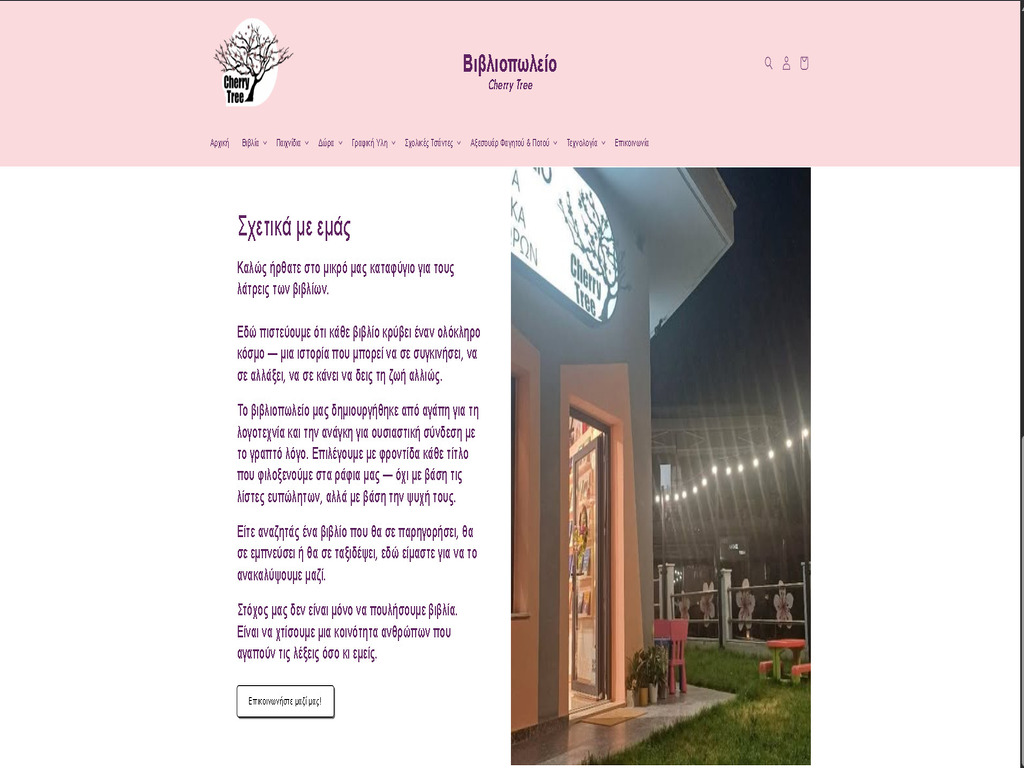 Cherry
Tree
Βιβλιοπωλείο
Cherry Tree
Αρχική Βιβλία Παιχνίδια Δώρα Γραφική Ύλη Σχολικές Τσάντες Αξεσουάρ Φαγητού & Ποτού Τεχνολογία Επικοινωνία
Σχετικά με εμάς
Καλώς ήρθατε στο μικρό μας καταφύγιο για τους
λάτρεις των βιβλίων.
Εδώ πιστεύουμε ότι κάθε βιβλίο κρύβει έναν ολόκληρο
κόσμο — μια ιστορία που μπορεί να σε συγκινήσει, να
σε αλλάξει, να σε κάνει να δεις τη ζωή αλλιώς.
Το βιβλιοπωλείο μας δημιουργήθηκε από αγάπη για τη
λογοτεχνία και την ανάγκη για ουσιαστική σύνδεση με
το γραπτό λόγο. Επιλέγουμε με φροντίδα κάθε τίτλο
που φιλοξενούμε στα ράφια μας — όχι με βάση τις
λίστες ευπώλητων, αλλά με βάση την ψυχή τους.
Είτε αναζητάς ένα βιβλίο που θα σε παρηγορήσει, θα
σε εμπνεύσει ή θα σε ταξιδέψει, εδώ είμαστε για να το
ανακαλύψουμε μαζί.
Στόχος μας δεν είναι μόνο να πουλήσουμε βιβλία.
Είναι να χτίσουμε μια κοινότητα ανθρώπων που
αγαπούν τις λέξεις όσο κι εμείς.
Επικοινωνήστε μαζί μας!
ΙΟ
Α
ΚΑ
ΡΩΝ
Cherry
Tree